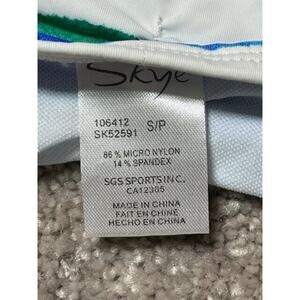 Skye
106412
SK52591 S/P
86 % MICRO NYLON
14 % SPANDEX
SGS SPORTS INC.
CA12305
MADE IN CHINA
FAIT EN CHINE
HECHO EN CHINA